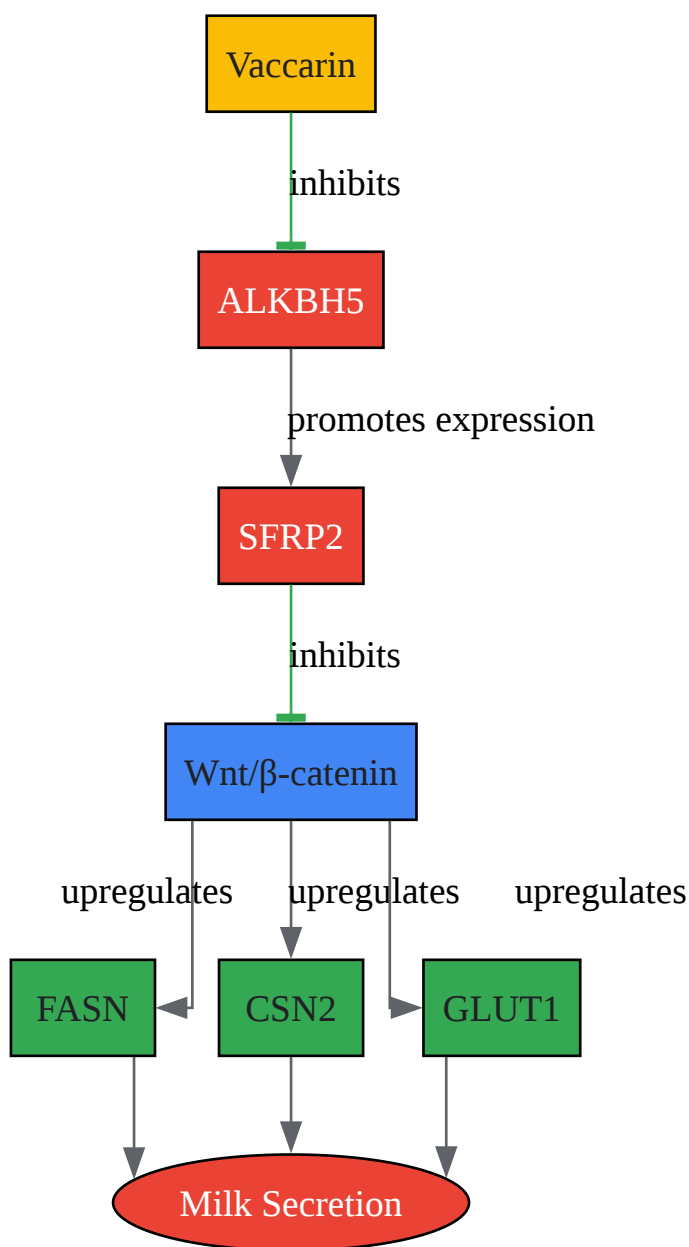 Vaccarin
inhibits
ALKBH5
promotes expression
SFRP2
inhibits
Wnt/β-catenin
upregulates
upregulates
upregulates
FASN
CSN2
GLUT1
Milk Secretion